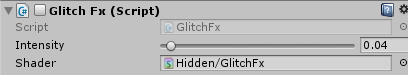 Glitch Fx (Script)
Script GlitchFx
Intensity 0.04
Shader Hidden/GlitchFx